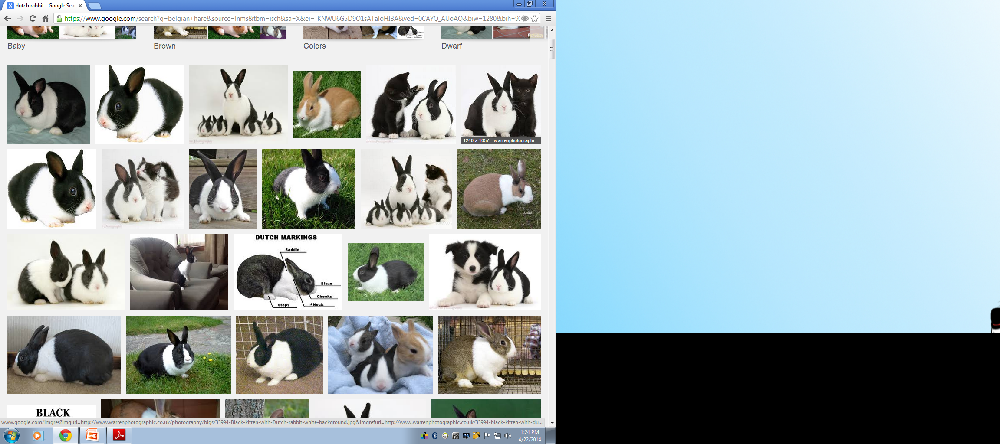 dutch rabbit - Google Sea
https://www.google.com/search?q=belgian+hare&source=lnms&tbm=isch&sa=X&ei=-KNWU6G5D9O1sATaloHIBA&ved=0CAYQ_AUoAQ&biw=1280&bih=92
Baby
Brown
Colors
Dwarf
1240 × 1057 - warrenphotographi...
DUTCH MARKINGS
Saddle
Blaze
Cheeks
*Neck
Stops
BLACK
www.google.com/imgres?imgurl=http://www.warrenphotographic.co.uk/photography/bigs/33994-Black-kitten-with-Dutch-rabbit-white-background.jpg&imgrefurl=http://www.warrenphotographic.co.uk/33994-black-kitten-with-du...
1:24 PM
4/22/2014